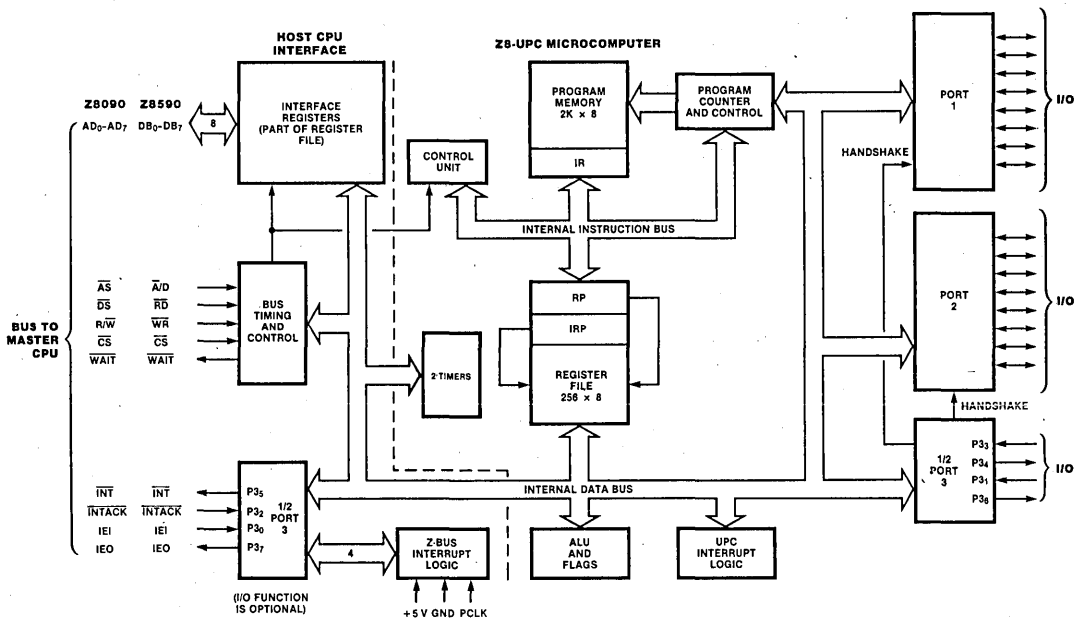 HOST CPU
INTERFACE
Z8-UPC MICROCOMPUTER
Z8090 Z8590
AD0-AD7 DB0-DB7
8
INTERFACE
REGISTERS
(PART OF REGISTER
FILE)
CONTROL
UNIT
PROGRAM
MEMORY
2K × 8
IR
PROGRAM
COUNTER
AND CONTROL
PORT
1
I/O
HANDSHAKE
INTERNAL INSTRUCTION BUS
BUS TO
MASTER
CPU
AS A/D
DS RD
R/W WR
CS CS
WAIT WAIT
BUS
TIMING
AND
CONTROL
2 TIMERS
RP
IRP
REGISTER
FILE
256 × 8
PORT
2
I/O
HANDSHAKE
1/2
PORT
3
P33
P34
P31
P36
I/O
INTERNAL DATA BUS
INT INT
INTACK INTACK
IEI IEI
IEO IEO
P35
P32
P30
P37
1/2
PORT
3
(I/O FUNCTION
IS OPTIONAL)
4
Z-BUS
INTERRUPT
LOGIC
+5 V GND PCLK
ALU
AND
FLAGS
UPC
INTERRUPT
LOGIC